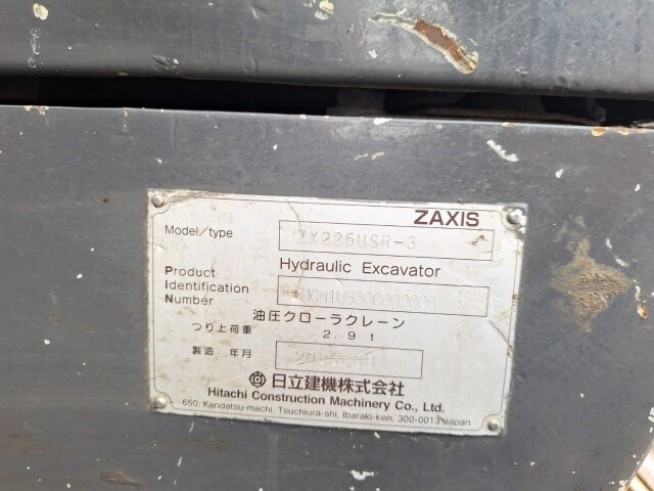 ZAXIS
Model/type ZX225USR-3
Hydraulic Excavator
Product
Identification
Number
油圧クローラクレーン
つり上荷重 2.9 t
製造 年月
日立建機株式会社
Hitachi Construction Machinery Co., Ltd.
650, Kandatsu-machi, Tsuchiura-shi, Ibaraki-ken, 300-0013 Japan